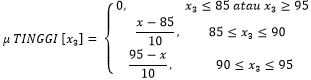 μ TINGGI [x₃] = { 0, x₃ ≤ 85 atau x₃ ≥ 95
(x − 85)/10, 85 ≤ x₃ ≤ 90
(95 − x)/10, 90 ≤ x₃ ≤ 95